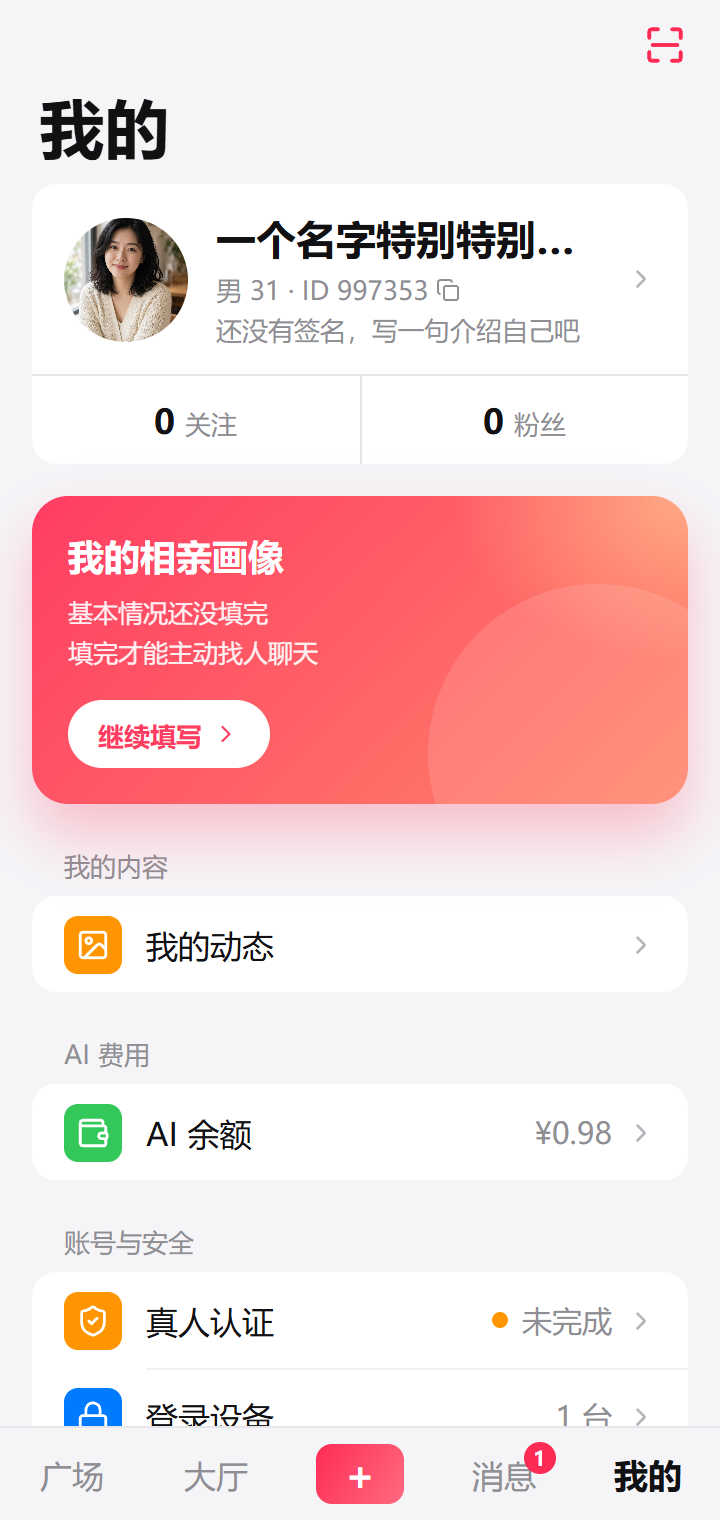 我的
一个名字特别特别...
男 31 · ID 997353
还没有签名，写一句介绍自己吧
0 关注
0 粉丝
我的相亲画像
基本情况还没填完
填完才能主动找人聊天
继续填写
我的内容
我的动态
AI 费用
AI 余额
¥0.98
账号与安全
真人认证
未完成
登录设备
1 台
广场
大厅
+
消息
1
我的